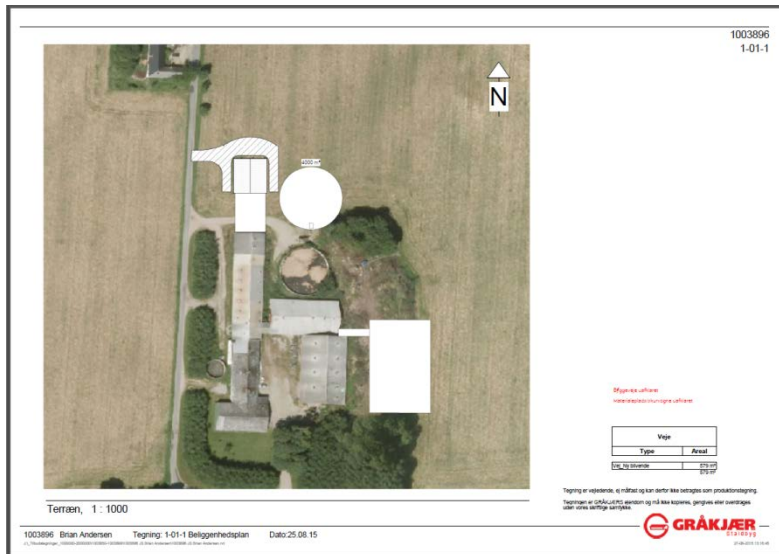 1003896
1-01-1
N
4000 m³
Veje
Type Areal
Vej_Ny blivende 579 m²
579 m²
Terræn, 1 : 1000
Tegning er vejledende, ej målfast og kan derfor ikke betragtes som produktionstegning.
Tegningen er GRÅKJÆRS ejendom og må ikke kopieres, gengives eller overdrages
uden vores skriftlige samtykke.
1003896 Brian Andersen Tegning: 1-01-1 Beliggenhedsplan Dato:25.08.15
GRÅKJÆR
Staldbyg